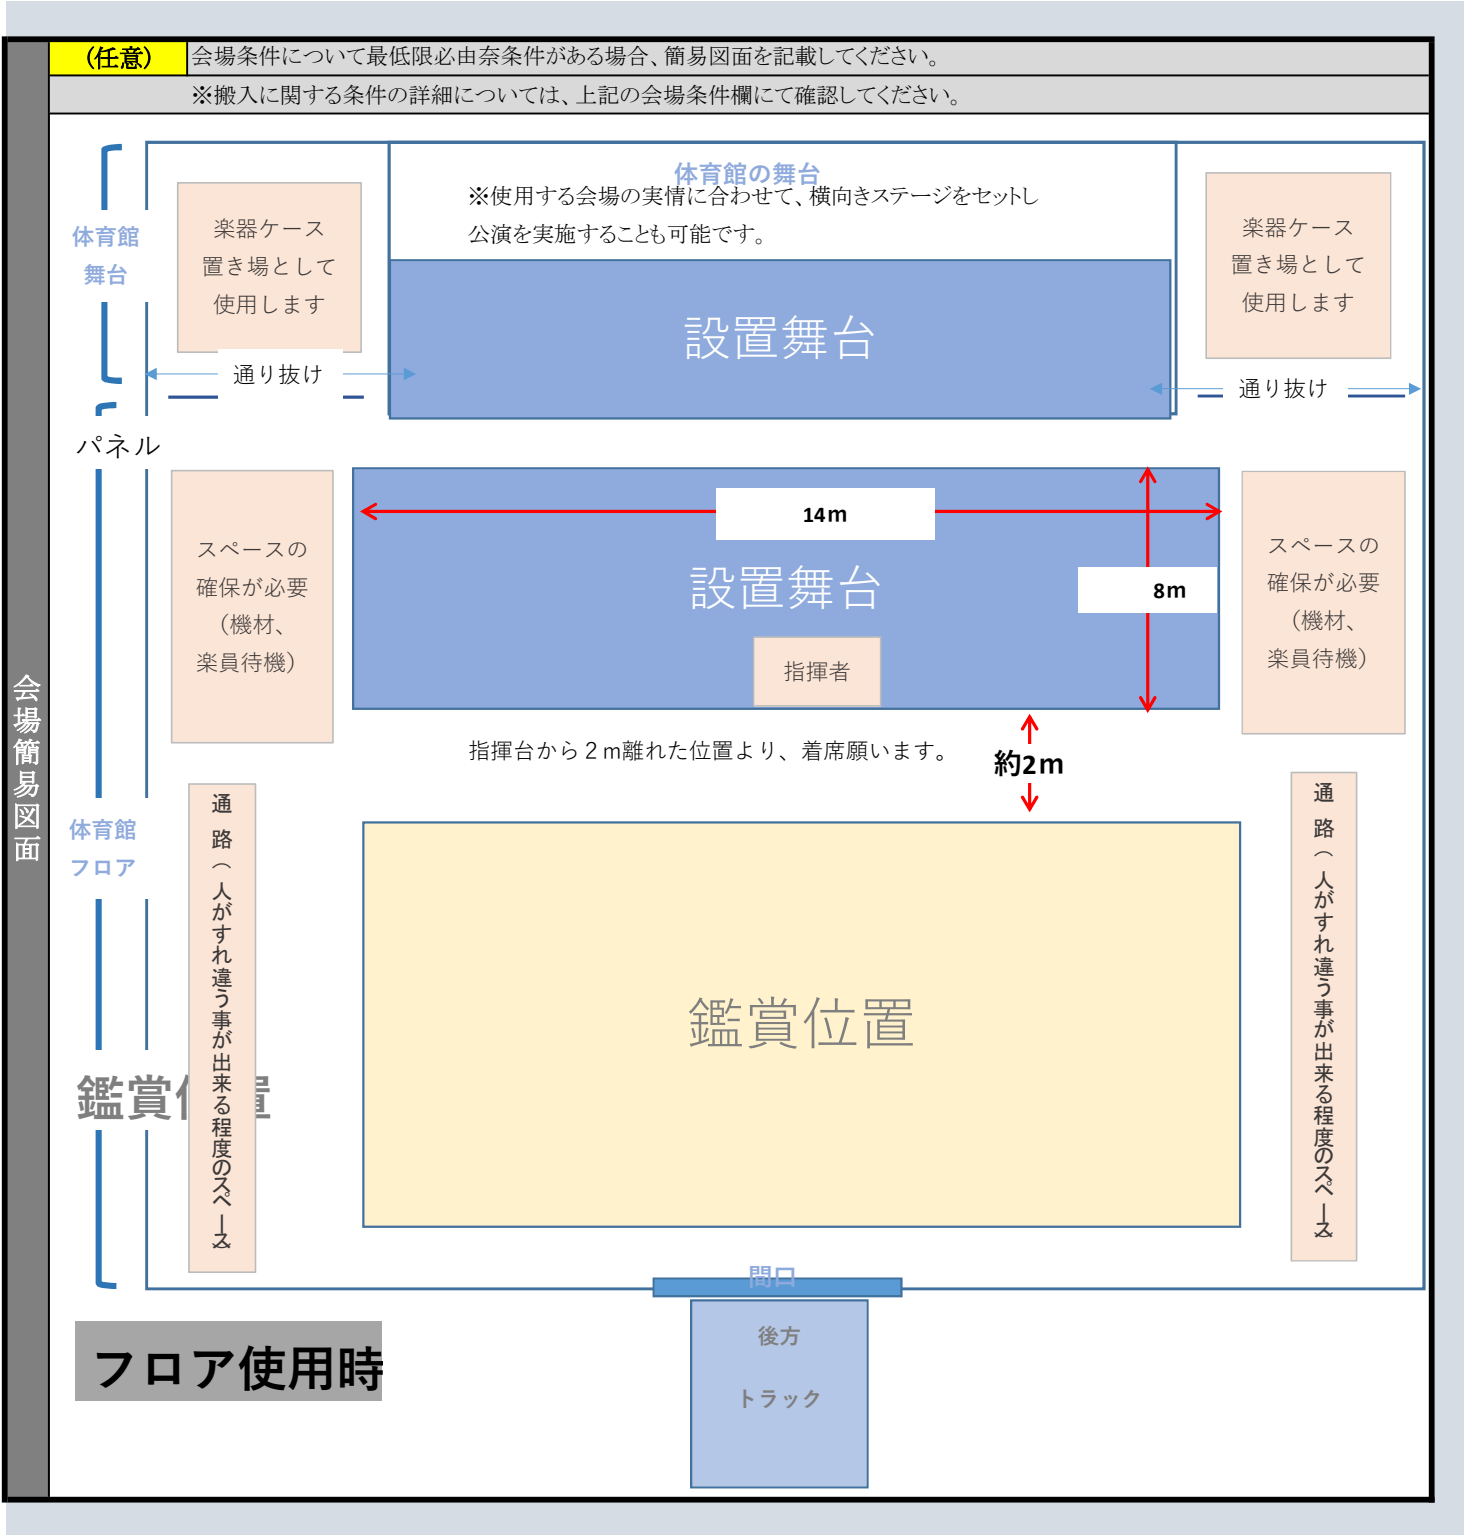 (任意)
会場条件について最低限必由奈条件がある場合、簡易図面を記載してください。
※搬入に関する条件の詳細については、上記の会場条件欄にて確認してください。
会場簡易図面
体育館の舞台
※使用する会場の実情に合わせて、横向きステージをセットし
公演を実施することも可能です。
体育館
舞台
楽器ケース
置き場として
使用します
楽器ケース
置き場として
使用します
設置舞台
通り抜け
通り抜け
パネル
スペースの
確保が必要
（機材、
楽員待機）
14m
設置舞台
8m
指揮者
スペースの
確保が必要
（機材、
楽員待機）
指揮台から２ｍ離れた位置より、着席願います。
約2m
体育館
フロア
通路（人がすれ違う事が出来る程度のスペース）
通路（人がすれ違う事が出来る程度のスペース）
鑑賞位置
鑑賞位置
間口
後方
トラック
フロア使用時